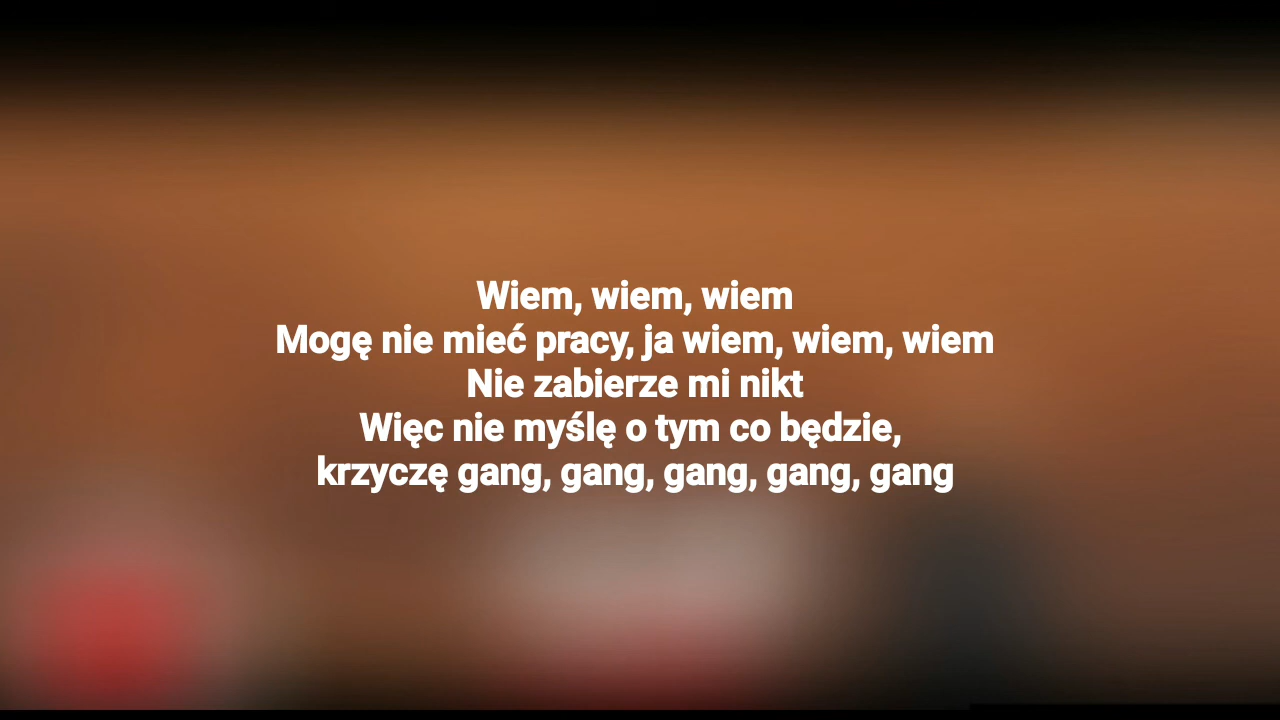 Wiem, wiem, wiem
Mogę nie mieć pracy, ja wiem, wiem, wiem
Nie zabierze mi nikt
Więc nie myślę o tym co będzie,
krzyczę gang, gang, gang, gang, gang